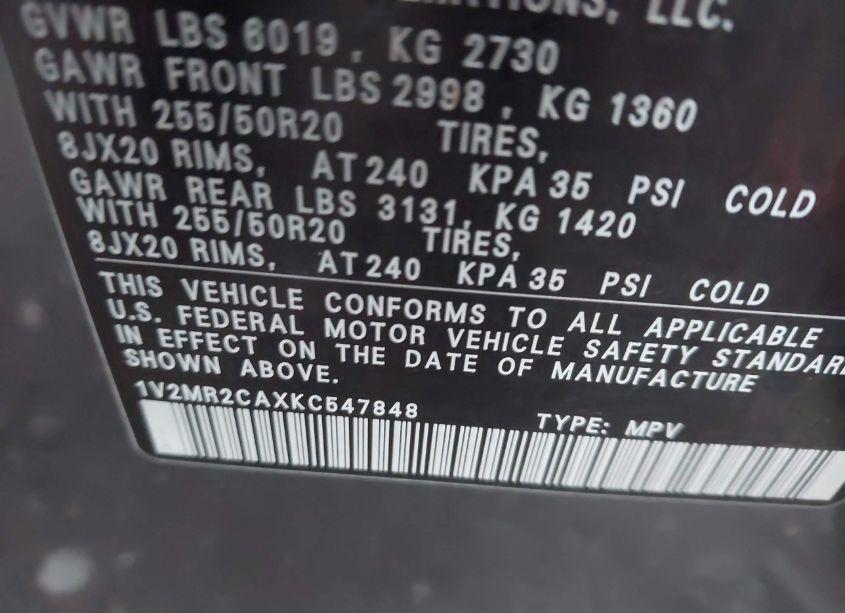 LLC.
GVWR LBS 6019, KG 2730
GAWR FRONT LBS 2998, KG 1360
WITH 255/50R20 TIRES,
8JX20 RIMS, AT 240 KPA 35 PSI COLD
GAWR REAR LBS 3131, KG 1420
WITH 255/50R20 TIRES,
8JX20 RIMS, AT 240 KPA 35 PSI COLD
THIS VEHICLE CONFORMS TO ALL APPLICABLE
U.S. FEDERAL MOTOR VEHICLE SAFETY STANDAR
IN EFFECT ON THE DATE OF MANUFACTURE
SHOWN ABOVE.
1V2MR2CAXKC547848 TYPE: MPV